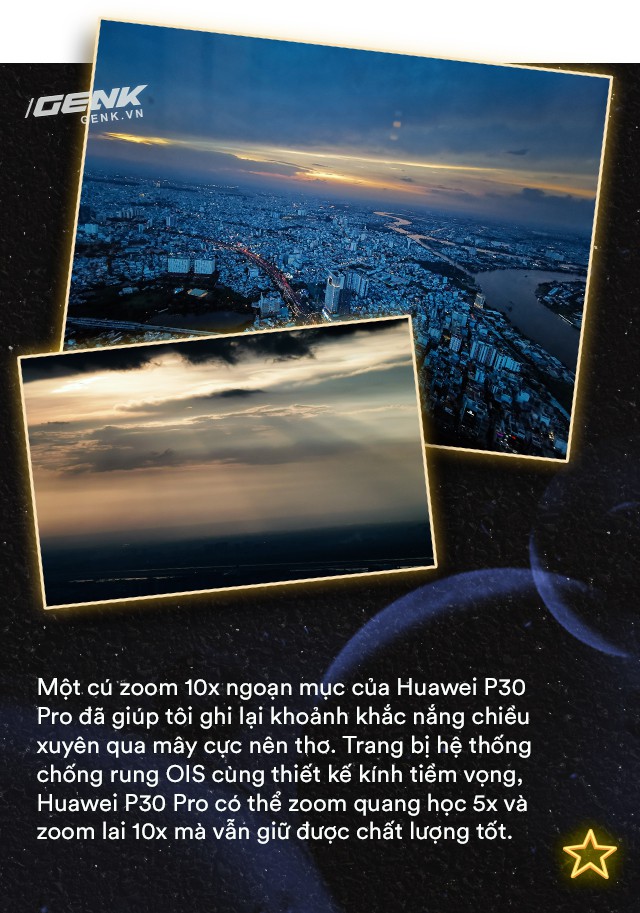 GENK
GENK.VN
Một cú zoom 10x ngoạn mục của Huawei P30
Pro đã giúp tôi ghi lại khoảnh khắc nắng chiều
xuyên qua mây cực nên thơ. Trang bị hệ thống
chống rung OIS cùng thiết kế kính tiềm vọng,
Huawei P30 Pro có thể zoom quang học 5x và
zoom lai 10x mà vẫn giữ được chất lượng tốt.